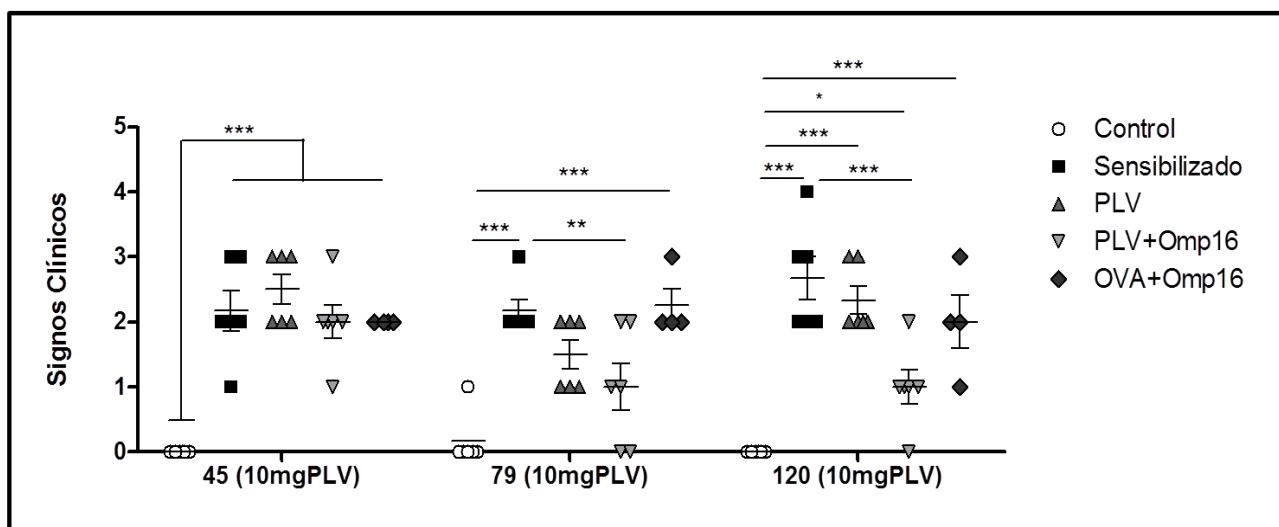 Signos Clínicos
5
4
3
2
1
0
***
***
***
**
***
*
***
***
***
45 (10mgPLV)
79 (10mgPLV)
120 (10mgPLV)
Control
Sensibilizado
PLV
PLV+Omp16
OVA+Omp16